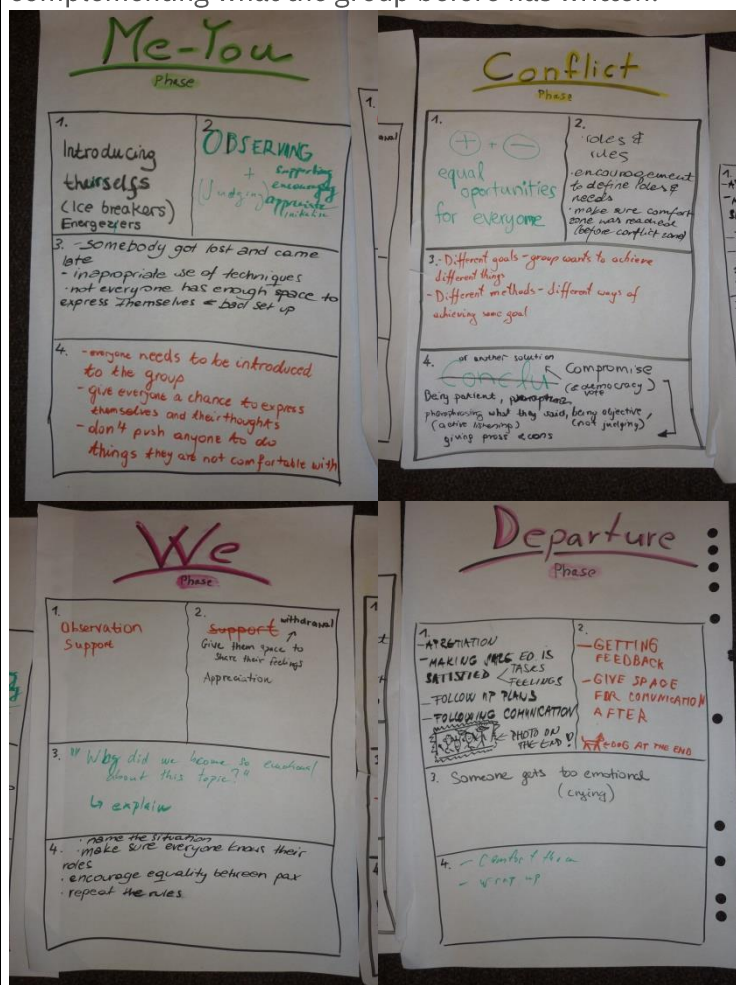 complementing what the group before has written.
Me-You
Phase
1.
Introducing
theirselfs
(Ice breakers)
Energezters
2.
OBSERVING
+
(Judging)
supporting
encourage
appreciate
3. - somebody got lost and came
late
- inapropriate use of techniques
- not everyone has enough space to
express themselves = bad set up
4. - everyone needs to be introduced
to the group
- give everyone a chance to express
themselves and their thoughts
- don't push anyone to do
things they are not comfortable with
1.
Conflict
Phase
1.
+ + -
equal
oportunities
for everyone
2.
· roles &
rules
· encouragement
to define roles &
needs
· make sure comfort
zone was reached
(before conflict zone)
3. - Different goals - group wants to achieve
different things
- Different methods - different ways of
achieving same goal
4.
or another solution
Conclu
Compromise
(democracy)
vote
Being patient,
what they said, being objective,
(active listening) (not judging)
giving
We
Phase
1.
Observation
Support
2.
Support
withdrawal
Give them space to
share their feelings
Appreciation
3. "Why did we become so emotional
about this topic?"
↳ explain
4. · name the situation
· make sure everyone knows their
roles
· encourage equality between pax
· repeat the rules
Departure
Phase
1.
- APREtIATION
- MAKING
ED IS
SATISFIED
TASKS
FEELINGS
- FOLLOW UP PLANS
- FOLLOWING COMUNICATION
- PHOTO ON
THE END!
2.
- GETTING
FEEDBACK
- GIVE SPACE
FOR COMUNICATION
AFTER
DOG AT THE END
3. Someone gets too emotional
(crying)
4. - Comfort them
- wrap up